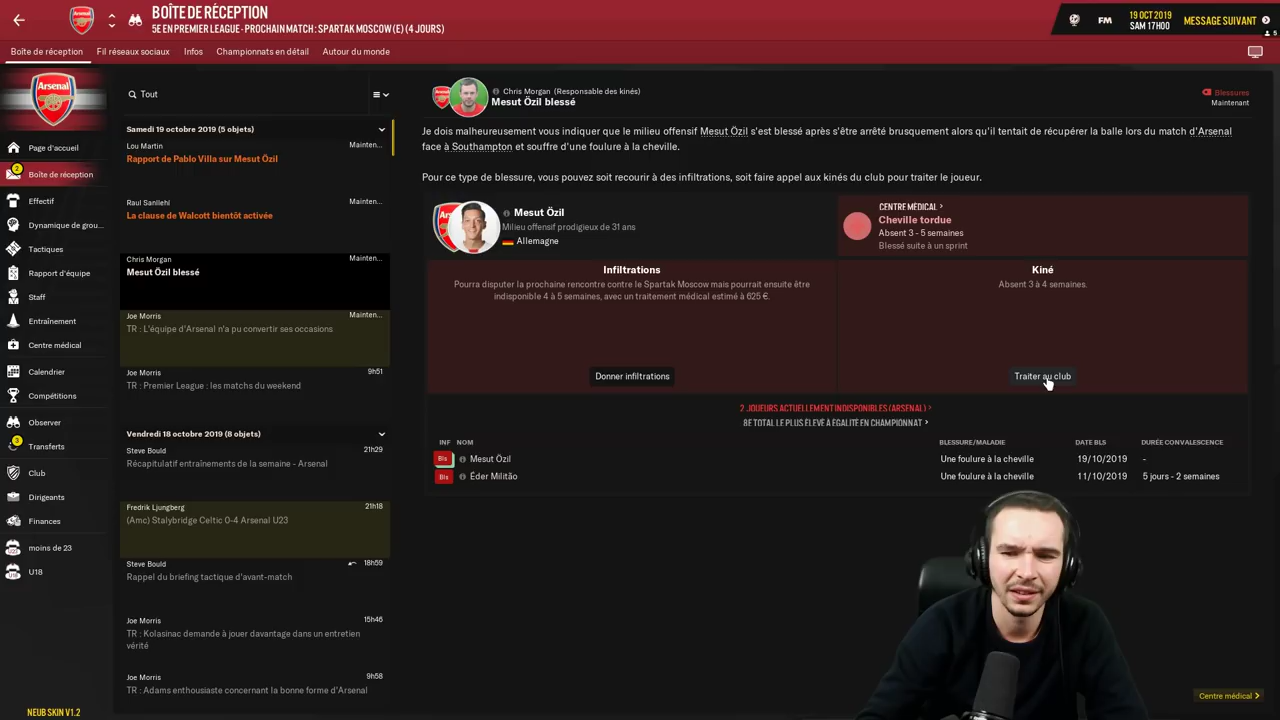 BOÎTE DE RÉCEPTION
5E EN PREMIER LEAGUE - PROCHAIN MATCH : SPARTAK MOSCOW (E) (4 JOURS)
FM
19 OCT 2019
SAM 17H00
MESSAGE SUIVANT
5
Boîte de réception
Fil réseaux sociaux
Infos
Championnats en détail
Autour du monde
Arsenal
Page d'accueil
2
Boîte de réception
Effectif
Dynamique de grou...
Tactiques
Rapport d'équipe
Staff
Entraînement
Centre médical
Calendrier
Compétitions
Observer
3
Transferts
Club
Dirigeants
Finances
moins de 23
U18
NEUB SKIN V1.2
Tout
Samedi 19 octobre 2019 (5 objets)
Lou Martin
Mainten...
Rapport de Pablo Villa sur Mesut Özil
Raul Sanllehí
Mainten...
La clause de Walcott bientôt activée
Chris Morgan
Mainten...
Mesut Özil blessé
Joe Morris
Mainten...
TR : L'équipe d'Arsenal n'a pu convertir ses occasions
Joe Morris
9h51
TR : Premier League : les matchs du weekend
Vendredi 18 octobre 2019 (8 objets)
Steve Bould
21h29
Récapitulatif entraînements de la semaine - Arsenal
Fredrik Ljungberg
21h18
(Amc) Stalybridge Celtic 0-4 Arsenal U23
Steve Bould
18h59
Rappel du briefing tactique d'avant-match
Joe Morris
15h46
TR : Kolasinac demande à jouer davantage dans un entretien
vérité
Joe Morris
9h58
TR : Adams enthousiaste concernant la bonne forme d'Arsenal
Chris Morgan (Responsable des kinés)
Mesut Özil blessé
Blessures
Maintenant
Je dois malheureusement vous indiquer que le milieu offensif Mesut Özil s'est blessé après s'être arrêté brusquement alors qu'il tentait de récupérer la balle lors du match d'Arsenal
face à Southampton et souffre d'une foulure à la cheville.
Pour ce type de blessure, vous pouvez soit recourir à des infiltrations, soit faire appel aux kinés du club pour traiter le joueur.
Mesut Özil
Milieu offensif prodigieux de 31 ans
Allemagne
CENTRE MÉDICAL >
Cheville tordue
Absent 3 - 5 semaines
Blessé suite à un sprint
Infiltrations
Pourra disputer la prochaine rencontre contre le Spartak Moscow mais pourrait ensuite être
indisponible 4 à 5 semaines, avec un traitement médical estimé à 625 €.
Donner infiltrations
Kiné
Absent 3 à 4 semaines.
Traiter au club
2 JOUEURS ACTUELLEMENT INDISPONIBLES (ARSENAL) >
8E TOTAL LE PLUS ÉLEVÉ À ÉGALITÉ EN CHAMPIONNAT >
INF NOM BLESSURE/MALADIE DATE BLS DURÉE CONVALESCENCE
Bls Mesut Özil Une foulure à la cheville 19/10/2019 -
Bls Éder Militão Une foulure à la cheville 11/10/2019 5 jours - 2 semaines
Centre médical >